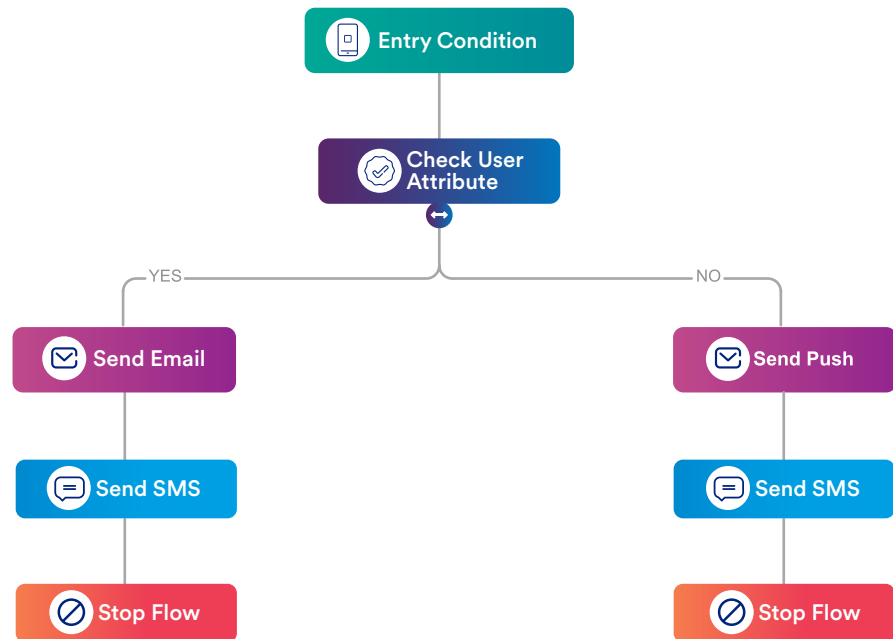 Entry Condition
Check User
Attribute
YES
NO
Send Email
Send Push
Send SMS
Send SMS
Stop Flow
Stop Flow